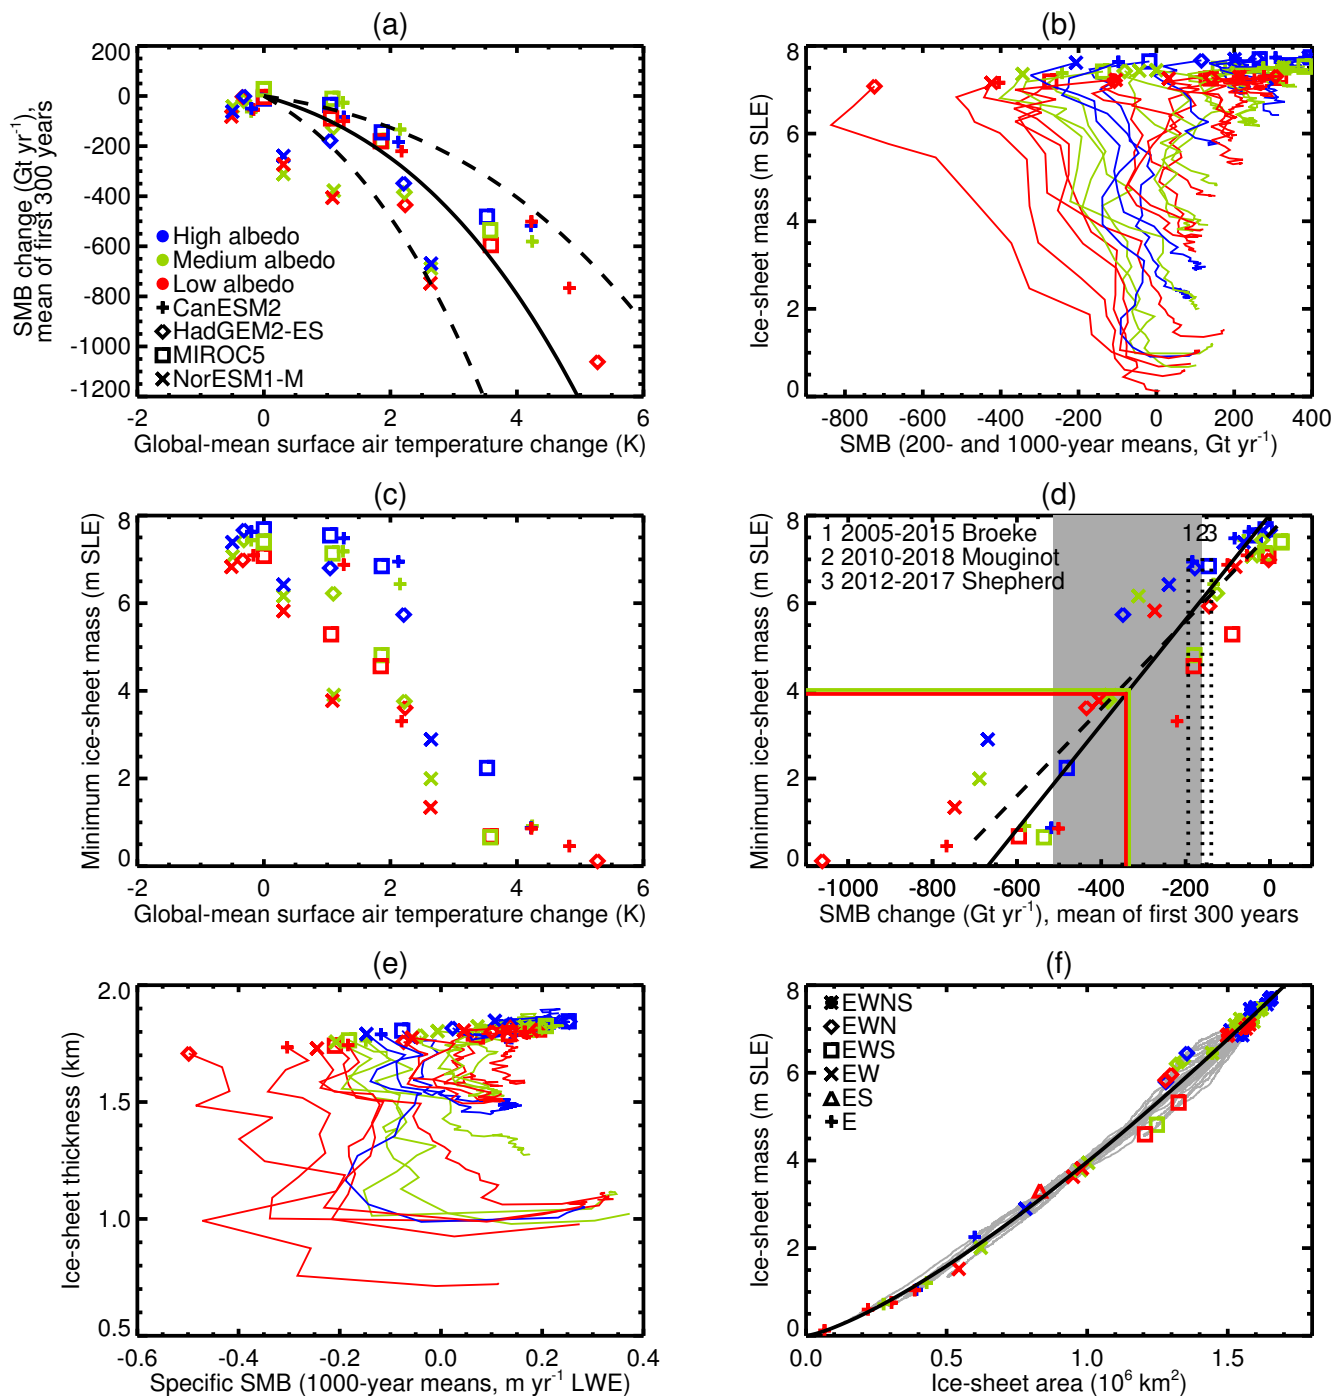 (a)
SMB change (Gt yr-1),
mean of first 300 years
200
0
-200
-400
-600
-800
-1000
-1200
High albedo
Medium albedo
Low albedo
CanESM2
HadGEM2-ES
MIROC5
NorESM1-M
-2 0 2 4 6
Global-mean surface air temperature change (K)
(b)
Ice-sheet mass (m SLE)
8
6
4
2
0
-800 -600 -400 -200 0 200 400
SMB (200- and 1000-year means, Gt yr-1)
(c)
Minimum ice-sheet mass (m SLE)
8
6
4
2
0
-2 0 2 4 6
Global-mean surface air temperature change (K)
(d)
Minimum ice-sheet mass (m SLE)
8
6
4
2
0
1 2005-2015 Broeke
2 2010-2018 Mouginot
3 2012-2017 Shepherd
1 2 3
-1000 -800 -600 -400 -200 0
SMB change (Gt yr-1), mean of first 300 years
(e)
Ice-sheet thickness (km)
2.0
1.5
1.0
0.5
-0.6 -0.4 -0.2 0.0 0.2 0.4
Specific SMB (1000-year means, m yr-1 LWE)
(f)
Ice-sheet mass (m SLE)
8
6
4
2
0
EWNS
EWN
EWS
EW
ES
E
0.0 0.5 1.0 1.5
Ice-sheet area (10^6 km^2)